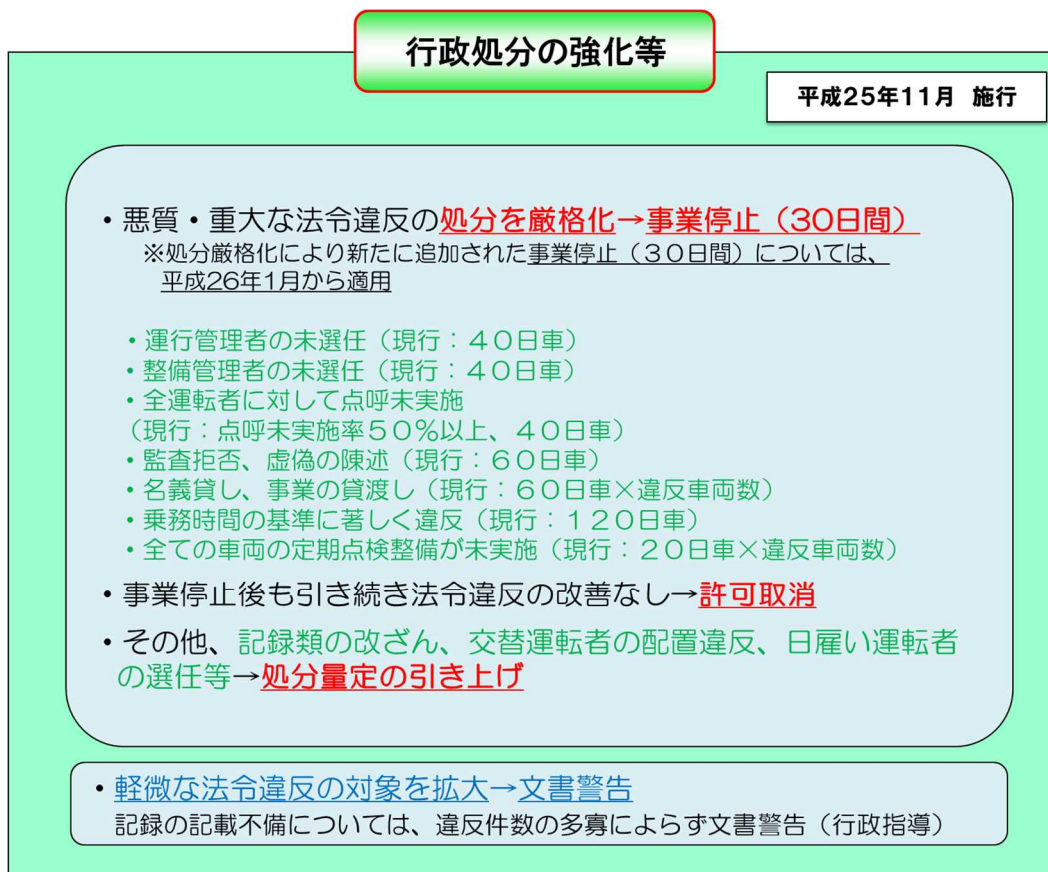 行政処分の強化等
平成25年11月 施行
・悪質・重大な法令違反の処分を厳格化→事業停止（30日間）
※処分厳格化により新たに追加された事業停止（３０日間）については、
平成26年1月から適用
・運行管理者の未選任（現行：４０日車）
・整備管理者の未選任（現行：４０日車）
・全運転者に対して点呼未実施
（現行：点呼未実施率５０％以上、４０日車）
・監査拒否、虚偽の陳述（現行：６０日車）
・名義貸し、事業の貸渡し（現行：６０日車×違反車両数）
・乗務時間の基準に著しく違反（現行：１２０日車）
・全ての車両の定期点検整備が未実施（現行：２０日車×違反車両数）
・事業停止後も引き続き法令違反の改善なし→許可取消
・その他、記録類の改ざん、交替運転者の配置違反、日雇い運転者
の選任等→処分量定の引き上げ
・軽微な法令違反の対象を拡大→文書警告
記録の記載不備については、違反件数の多寡によらず文書警告（行政指導）